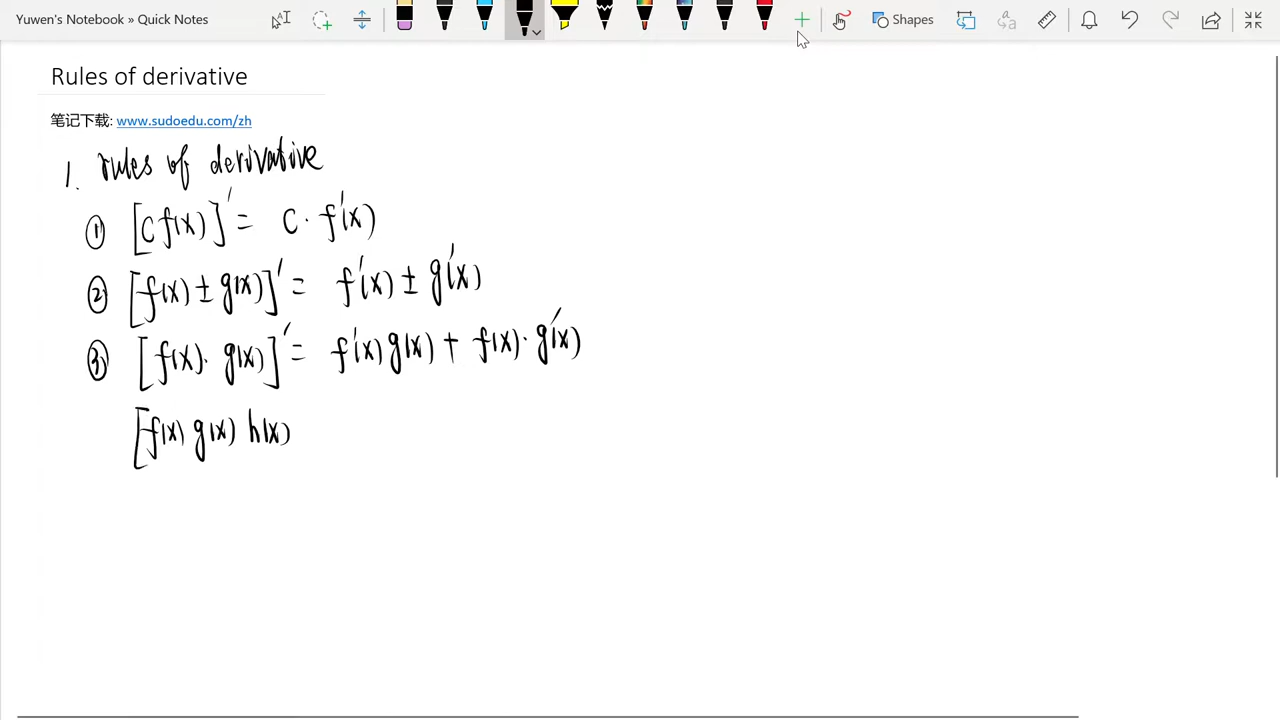 Yuwen's Notebook » Quick Notes
Shapes
Rules of derivative
笔记下载: www.sudoedu.com/zh
1. rules of derivative
① [c f(x)]' = c · f'(x)
② [f(x) ± g(x)]' = f'(x) ± g'(x)
③ [f(x) · g(x)]' = f'(x) g(x) + f(x) · g'(x)
[f(x) g(x) h(x)